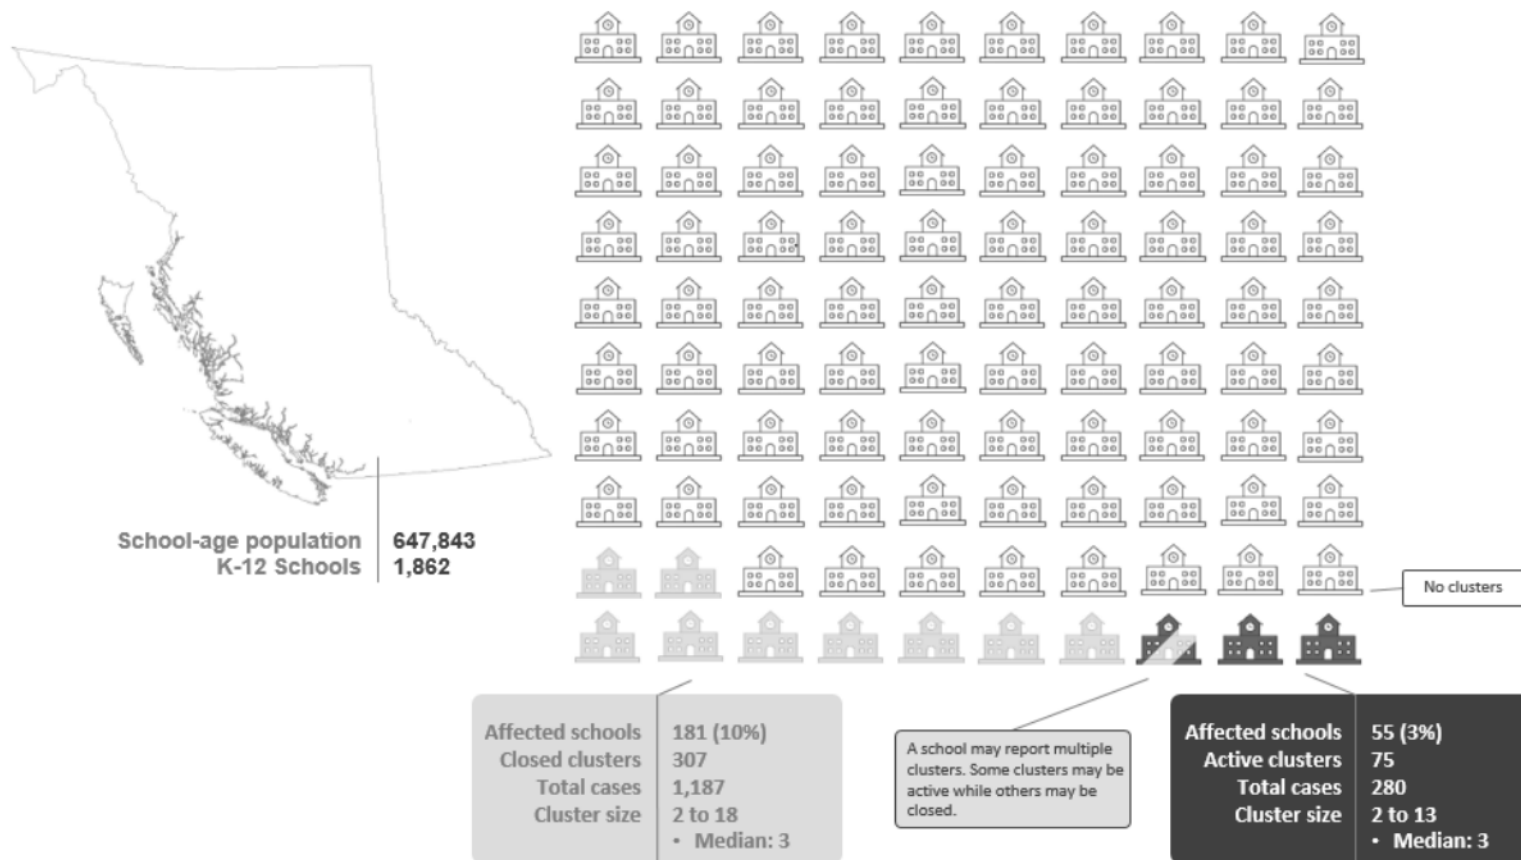 School-age population 647,843
K-12 Schools 1,862
No clusters
Affected schools 181 (10%)
Closed clusters 307
Total cases 1,187
Cluster size 2 to 18
• Median: 3
A school may report multiple
clusters. Some clusters may be
active while others may be
closed.
Affected schools 55 (3%)
Active clusters 75
Total cases 280
Cluster size 2 to 13
• Median: 3